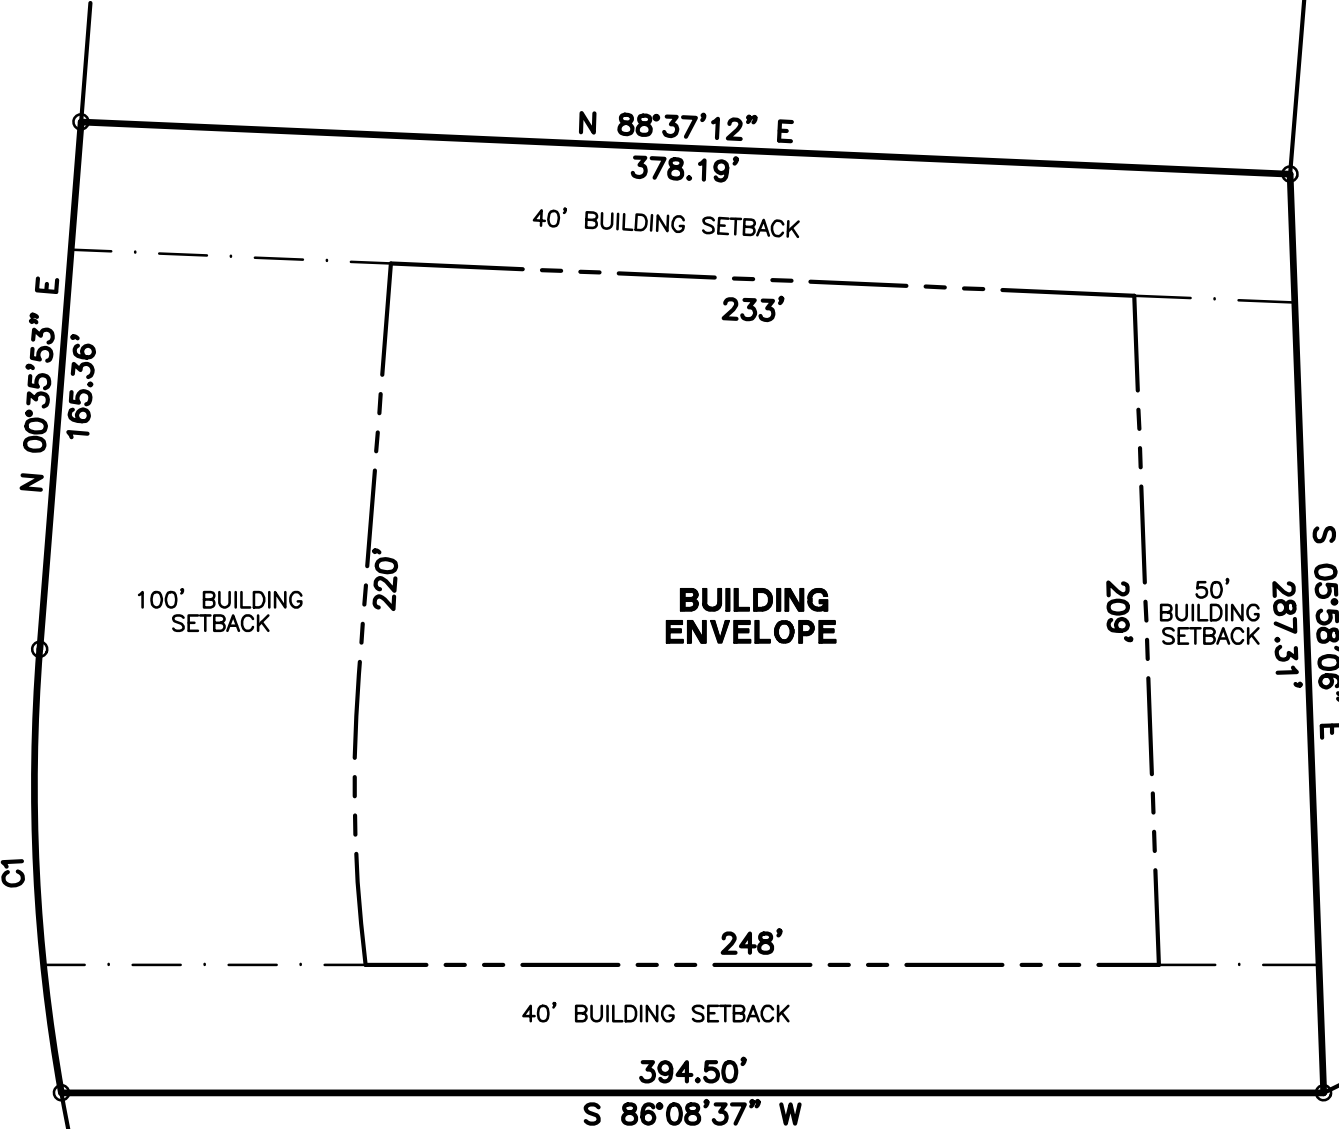 N 88°37'12" E
378.19'
40' BUILDING SETBACK
233'
N 00°35'53" E
165.36'
100' BUILDING
SETBACK
220'
BUILDING
ENVELOPE
209'
50'
BUILDING
SETBACK
287.31'
S 05°58'06" E
C1
248'
40' BUILDING SETBACK
394.50'
S 86°08'37" W